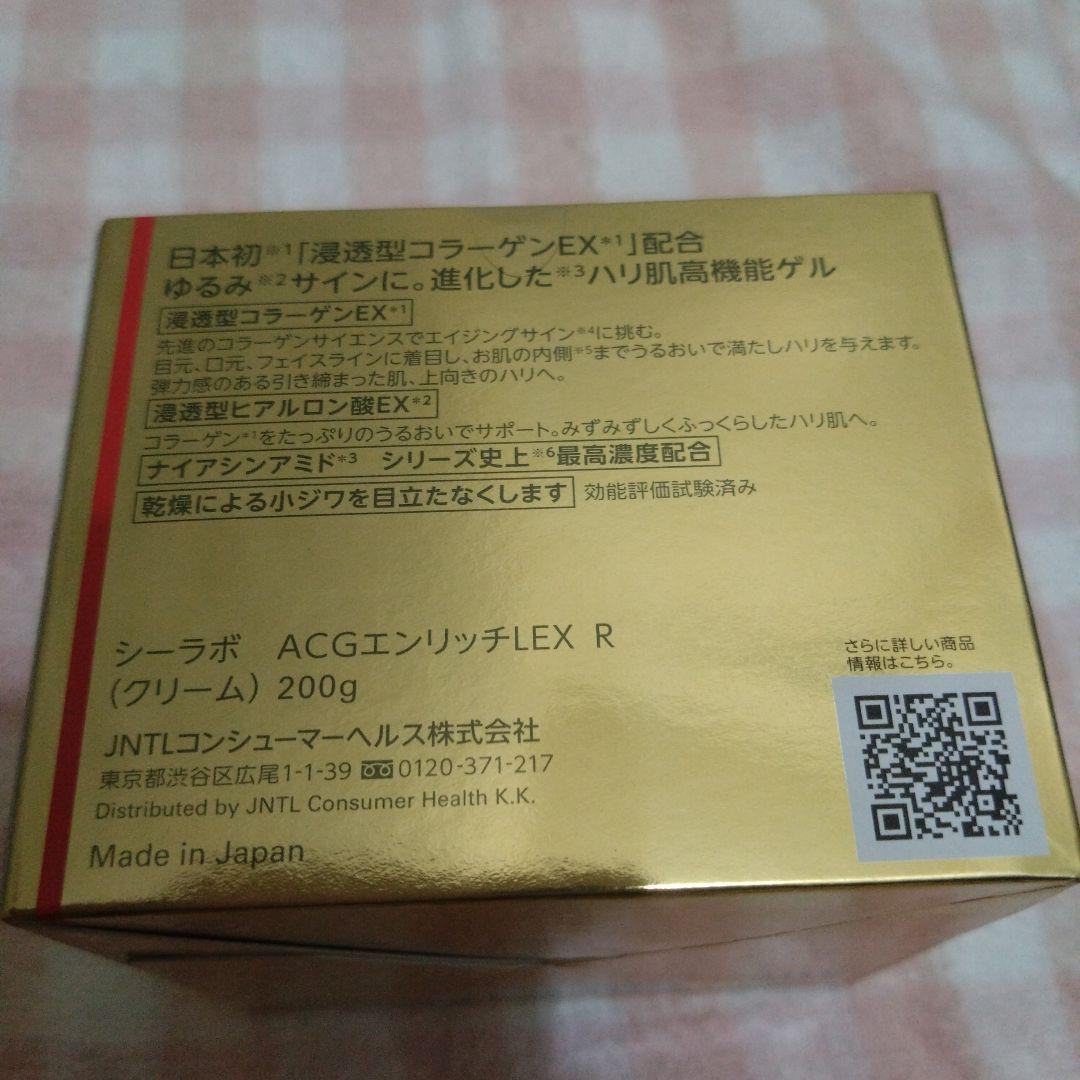 日本初※1「浸透型コラーゲンEX*1」配合
ゆるみ※2サインに。進化した※3ハリ肌高機能ゲル
浸透型コラーゲンEX*1
先進のコラーゲンサイエンスでエイジングサイン※4に挑む。
目元、口元、フェイスラインに着目し、お肌の内側※5までうるおいで満たしハリを与えます。
弾力感のある引き締まった肌、上向きのハリへ。
浸透型ヒアルロン酸EX*2
コラーゲン*1をたっぷりのうるおいでサポート。みずみずしくふっくらしたハリ肌へ。
ナイアシンアミド*3 シリーズ史上※6最高濃度配合
乾燥による小ジワを目立たなくします 効能評価試験済み
シーラボ ACGエンリッチLEX R
(クリーム) 200g
JNTLコンシューマーヘルス株式会社
東京都渋谷区広尾1-1-39 0120-371-217
Distributed by JNTL Consumer Health K.K.
Made in Japan
さらに詳しい商品
情報はこちら。